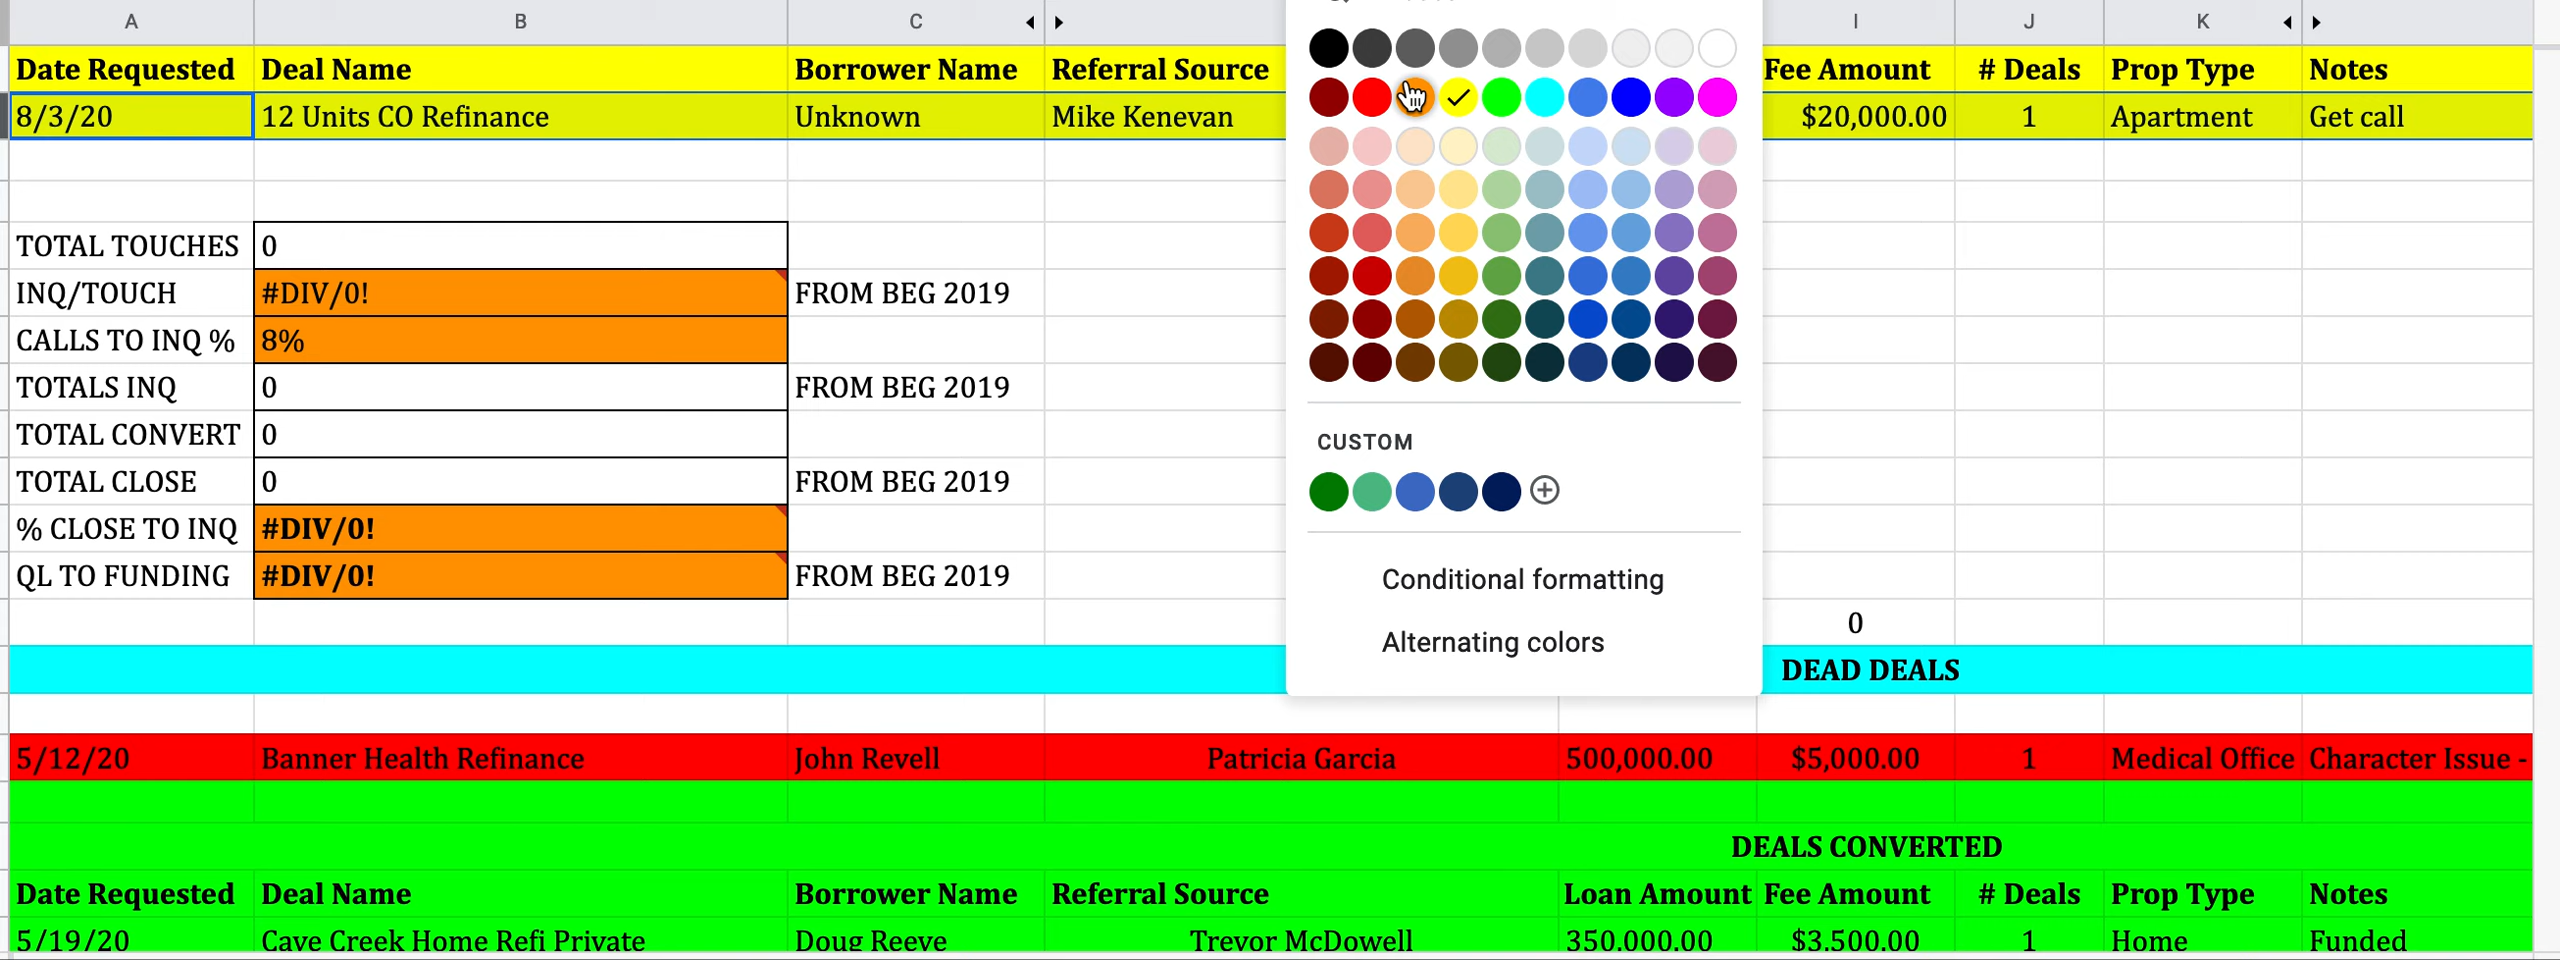 A B C I J K
Date Requested Deal Name Borrower Name Referral Source Fee Amount # Deals Prop Type Notes
8/3/20 12 Units CO Refinance Unknown Mike Kenevan $20,000.00 1 Apartment Get call
TOTAL TOUCHES 0
INQ/TOUCH #DIV/0! FROM BEG 2019
CALLS TO INQ % 8%
TOTALS INQ 0 FROM BEG 2019
TOTAL CONVERT 0
CUSTOM
TOTAL CLOSE 0 FROM BEG 2019
% CLOSE TO INQ #DIV/0!
QL TO FUNDING #DIV/0! FROM BEG 2019
Conditional formatting
0
Alternating colors
DEAD DEALS
5/12/20 Banner Health Refinance John Revell Patricia Garcia 500,000.00 $5,000.00 1 Medical Office Character Issue -
DEALS CONVERTED
Date Requested Deal Name Borrower Name Referral Source Loan Amount Fee Amount # Deals Prop Type Notes
5/19/20 Cave Creek Home Refi Private Doug Reeve Trevor McDowell 350,000.00 $3,500.00 1 Home Funded